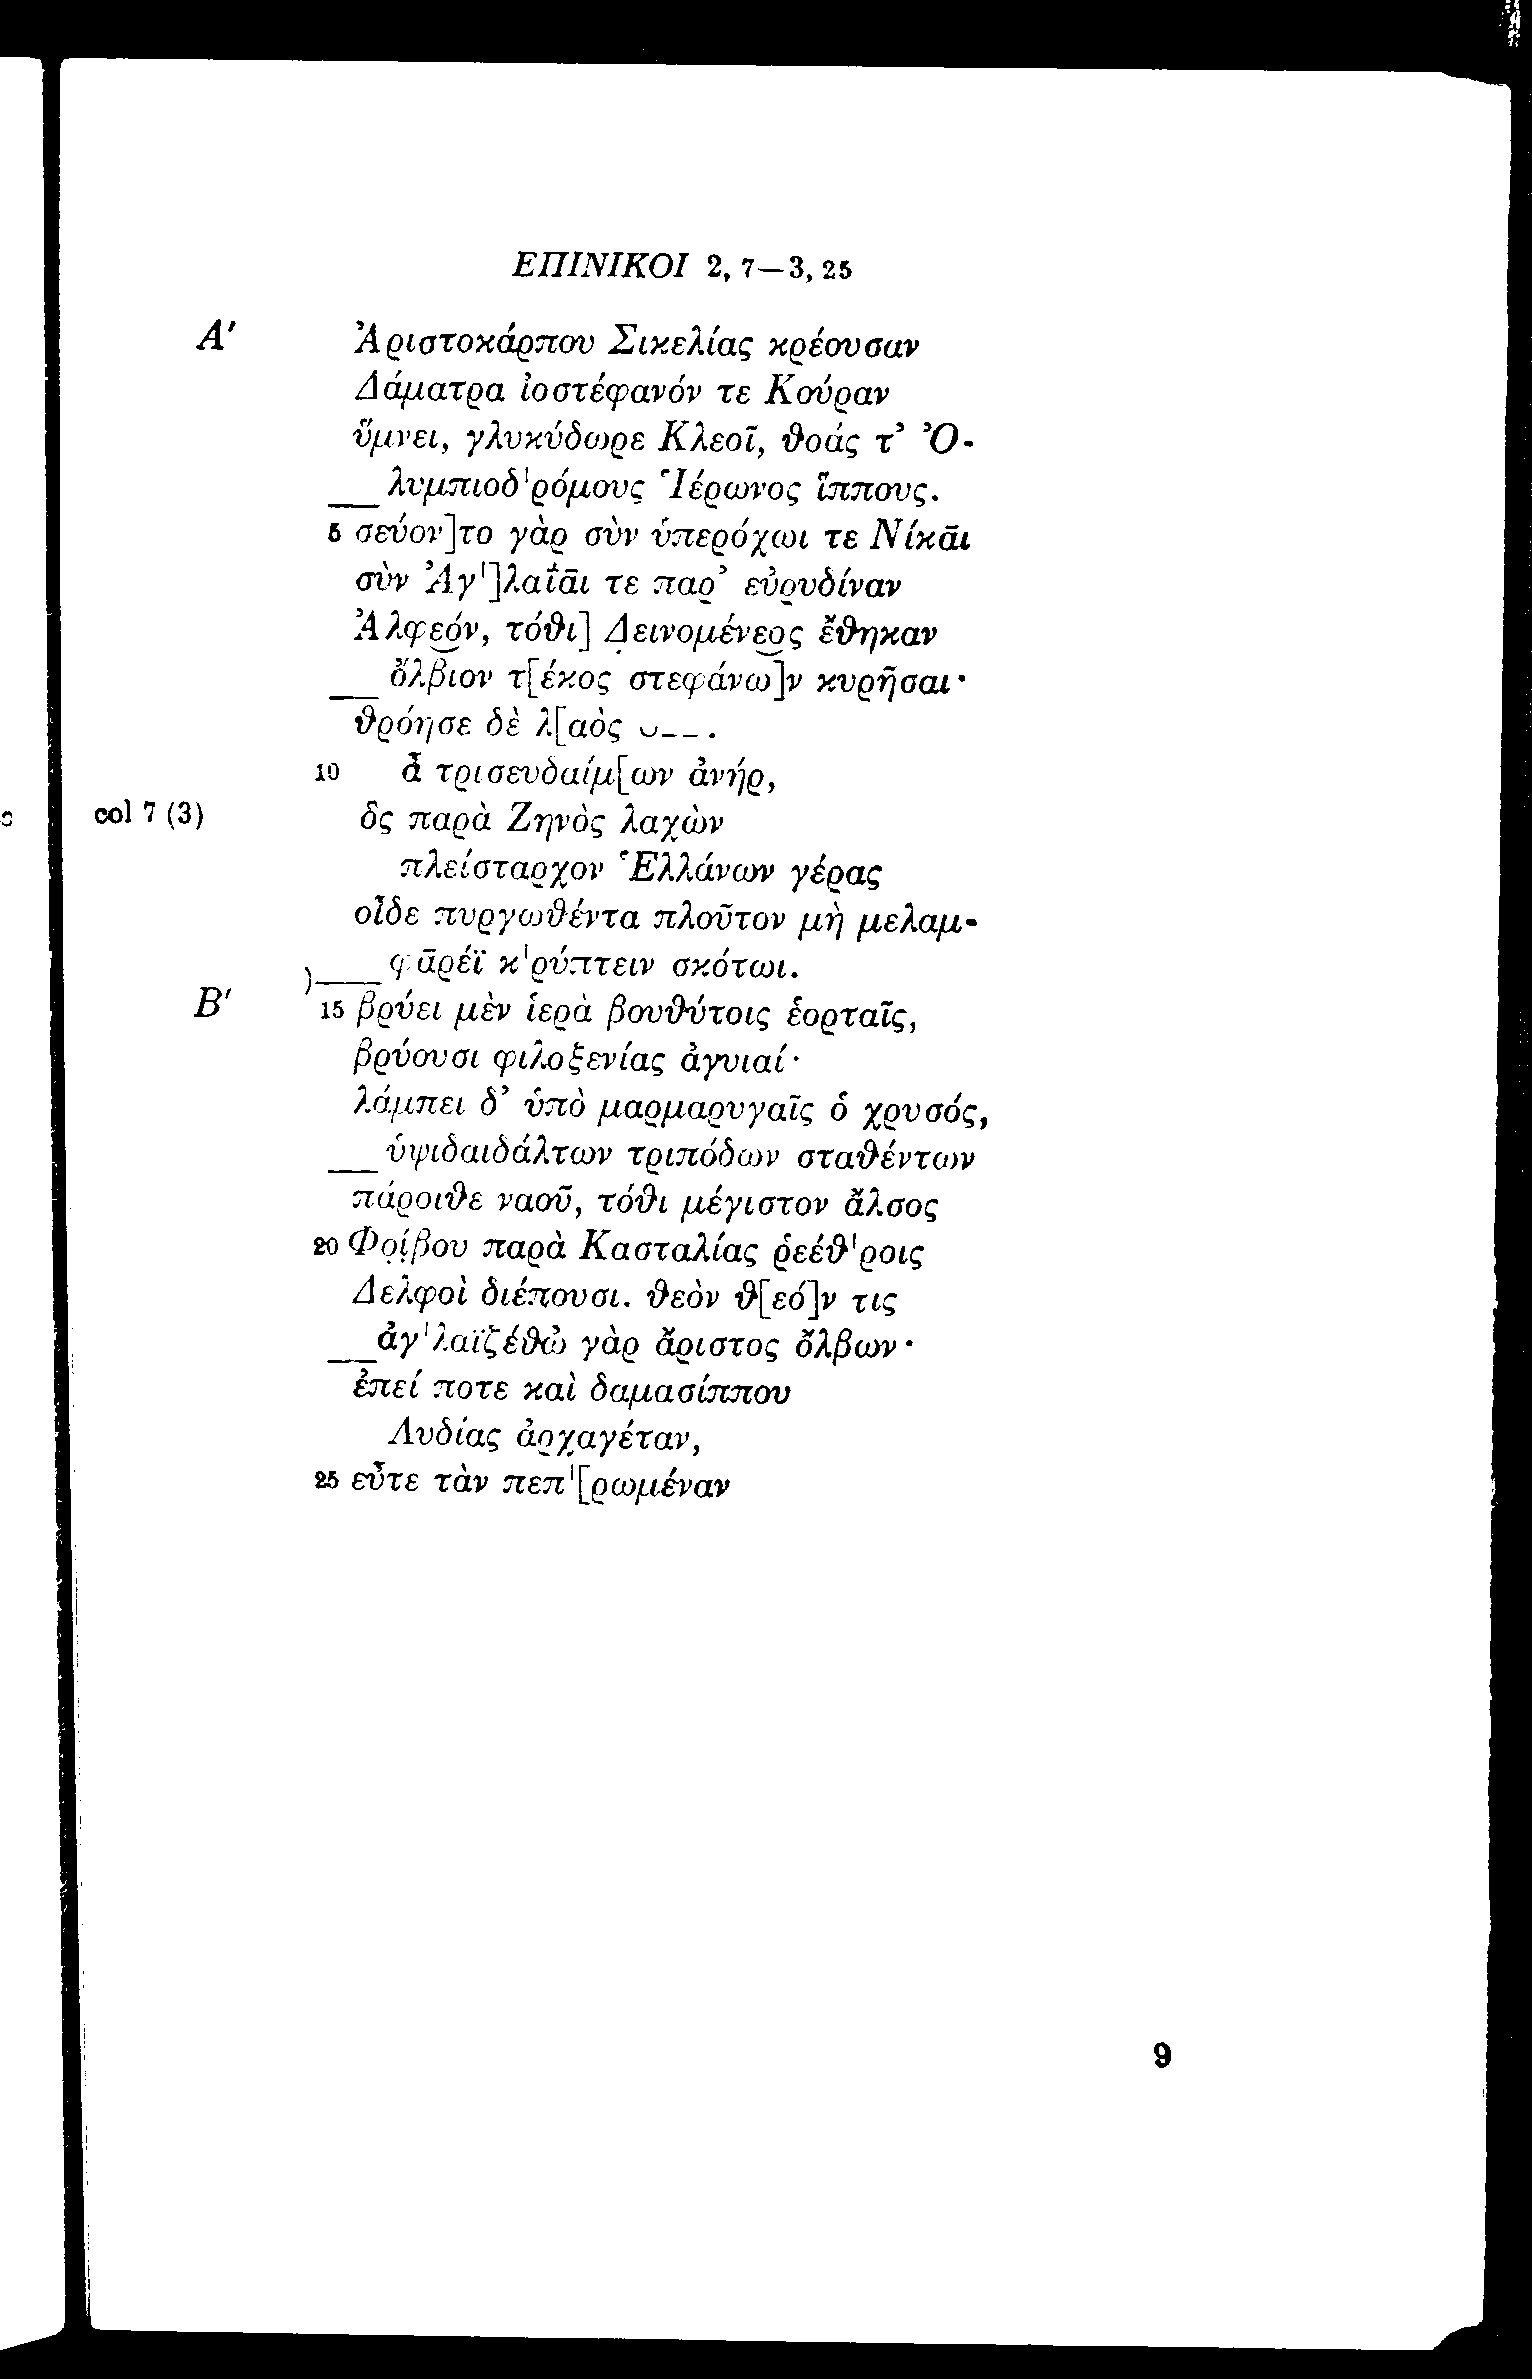 ΕΠΙΝΙΚΟΙ 2, 7—3, 25
Α′ Ἀριστοκάρπου Σικελίας κρέουσαν
Δάματρα ἰοστέφανόν τε Κούραν
ὕμνει, γλυκύδωρε Κλεοῖ, θοάς τ’ Ὀ-
λυμπιοδ'ρόμους Ἱέρωνος ἵππους.
5 σεύον]το γὰρ σὺν ὑπερόχωι τε Νίκᾱι
σὺν Ἀγ']λαΐᾱι τε παρ’ εὐρυδίναν
Ἀλφεόν, τόθι] Δεινομένεος ἔθηκαν
ὄλβιον τ[έκος στεφάνω]ν κυρῆσαι·
θρόησε δὲ λ[αὸς ⏑–– .
10 ἆ τρισευδαίμ[ων ἀνήρ,
col 7 (3) ὃς παρὰ Ζηνὸς λαχὼν
πλείσταρχον Ἑλλάνων γέρας
οἶδε πυργωθέντα πλοῦτον μὴ μελαμ-
)__φᾱρέϊ κ'ρύπτειν σκότωι.
Β′ 15 βρύει μὲν ἱερὰ βουθύτοις ἑορταῖς,
βρύουσι φιλοξενίας ἀγυιαί·
λάμπει δ’ ὑπὸ μαρμαρυγαῖς ὁ χρυσός,
ὑψιδαιδάλτων τριπόδων σταθέντων
πάροιθε ναοῦ, τόθι μέγιστον ἄλσος
20 Φοίβου παρὰ Κασταλίας ῥεέθ'ροις
Δελφοὶ διέπουσι. θεὸν θ[εό]ν τις
ἀγ'λαϊζέθὠ γὰρ ἄριστος ὄλβων·
ἐπεί ποτε καὶ δαμασίππου
Λυδίας ἀρχαγέταν,
25 εὖτε τὰν πεπ'[ρωμέναν
9